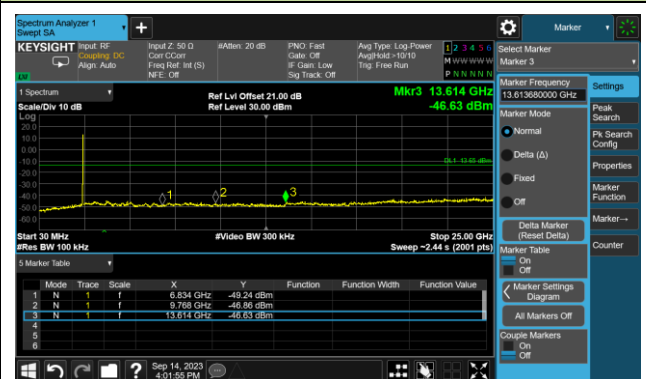 Spectrum Analyzer 1
Swept SA
Marker
KEYSIGHT
Input: RF
Coupling: DC
Align: Auto
Input Z: 50 Ω
Corr CCorr
Freq Ref: Int (S)
NFE: Off
#Atten: 20 dB
PNO: Fast
Gate: Off
IF Gain: Low
Sig Track: Off
Avg Type: Log-Power
Avg|Hold:>10/10
Trig: Free Run
1 2 3 4 5 6
M W W W W W
P N N N N N
LVI
Select Marker
Marker 3
1 Spectrum
Scale/Div 10 dB
Log
Ref Lvl Offset 21.00 dB
Ref Level 30.00 dBm
Mkr3 13.614 GHz
-46.63 dBm
20.0
10.0
0.00
-10.0
-20.0
-30.0
-40.0
-50.0
-60.0
DL1 -13.63 dBm
1
2
3
Start 30 MHz
#Res BW 100 kHz
#Video BW 300 kHz
Stop 25.00 GHz
Sweep ~2.44 s (2001 pts)
5 Marker Table
Mode Trace Scale X Y Function Function Width Function Value
1 N 1 f 6.834 GHz -49.24 dBm
2 N 1 f 9.768 GHz -46.86 dBm
3 N 1 f 13.614 GHz -46.63 dBm
4
5
6
Marker Frequency
13.613680000 GHz
Marker Mode
Normal
Delta (Δ)
Fixed
Off
Delta Marker
(Reset Delta)
Marker Table
On
Off
Marker Settings
Diagram
All Markers Off
Couple Markers
On
Off
Settings
Peak
Search
Pk Search
Config
Properties
Marker
Function
Marker→
Counter
?
Sep 14, 2023
4:01:55 PM